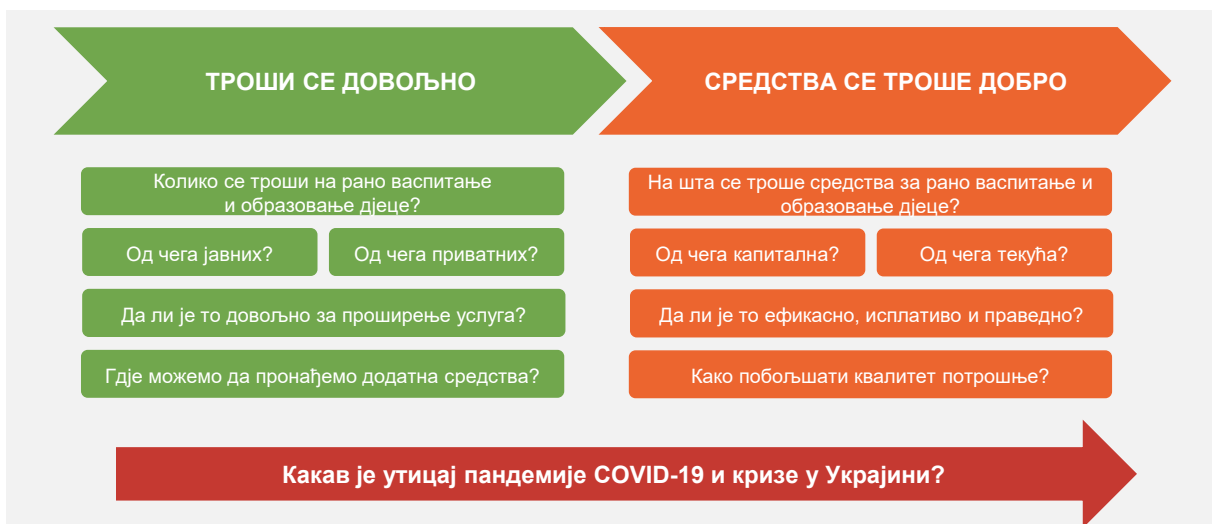 ТРОШИ СЕ ДОВОЉНО
СРЕДСТВА СЕ ТРОШЕ ДОБРО
Колико се троши на рано васпитање
и образовање дјеце?
Од чега јавних?
Од чега приватних?
Да ли је то довољно за проширење услуга?
Гдје можемо да пронађемо додатна средства?
На шта се троше средства за рано васпитање и
образовање дјеце?
Од чега капитална?
Од чега текућа?
Да ли је то ефикасно, исплативо и праведно?
Како побољшати квалитет потрошње?
Какав је утицај пандемије COVID-19 и кризе у Украјини?